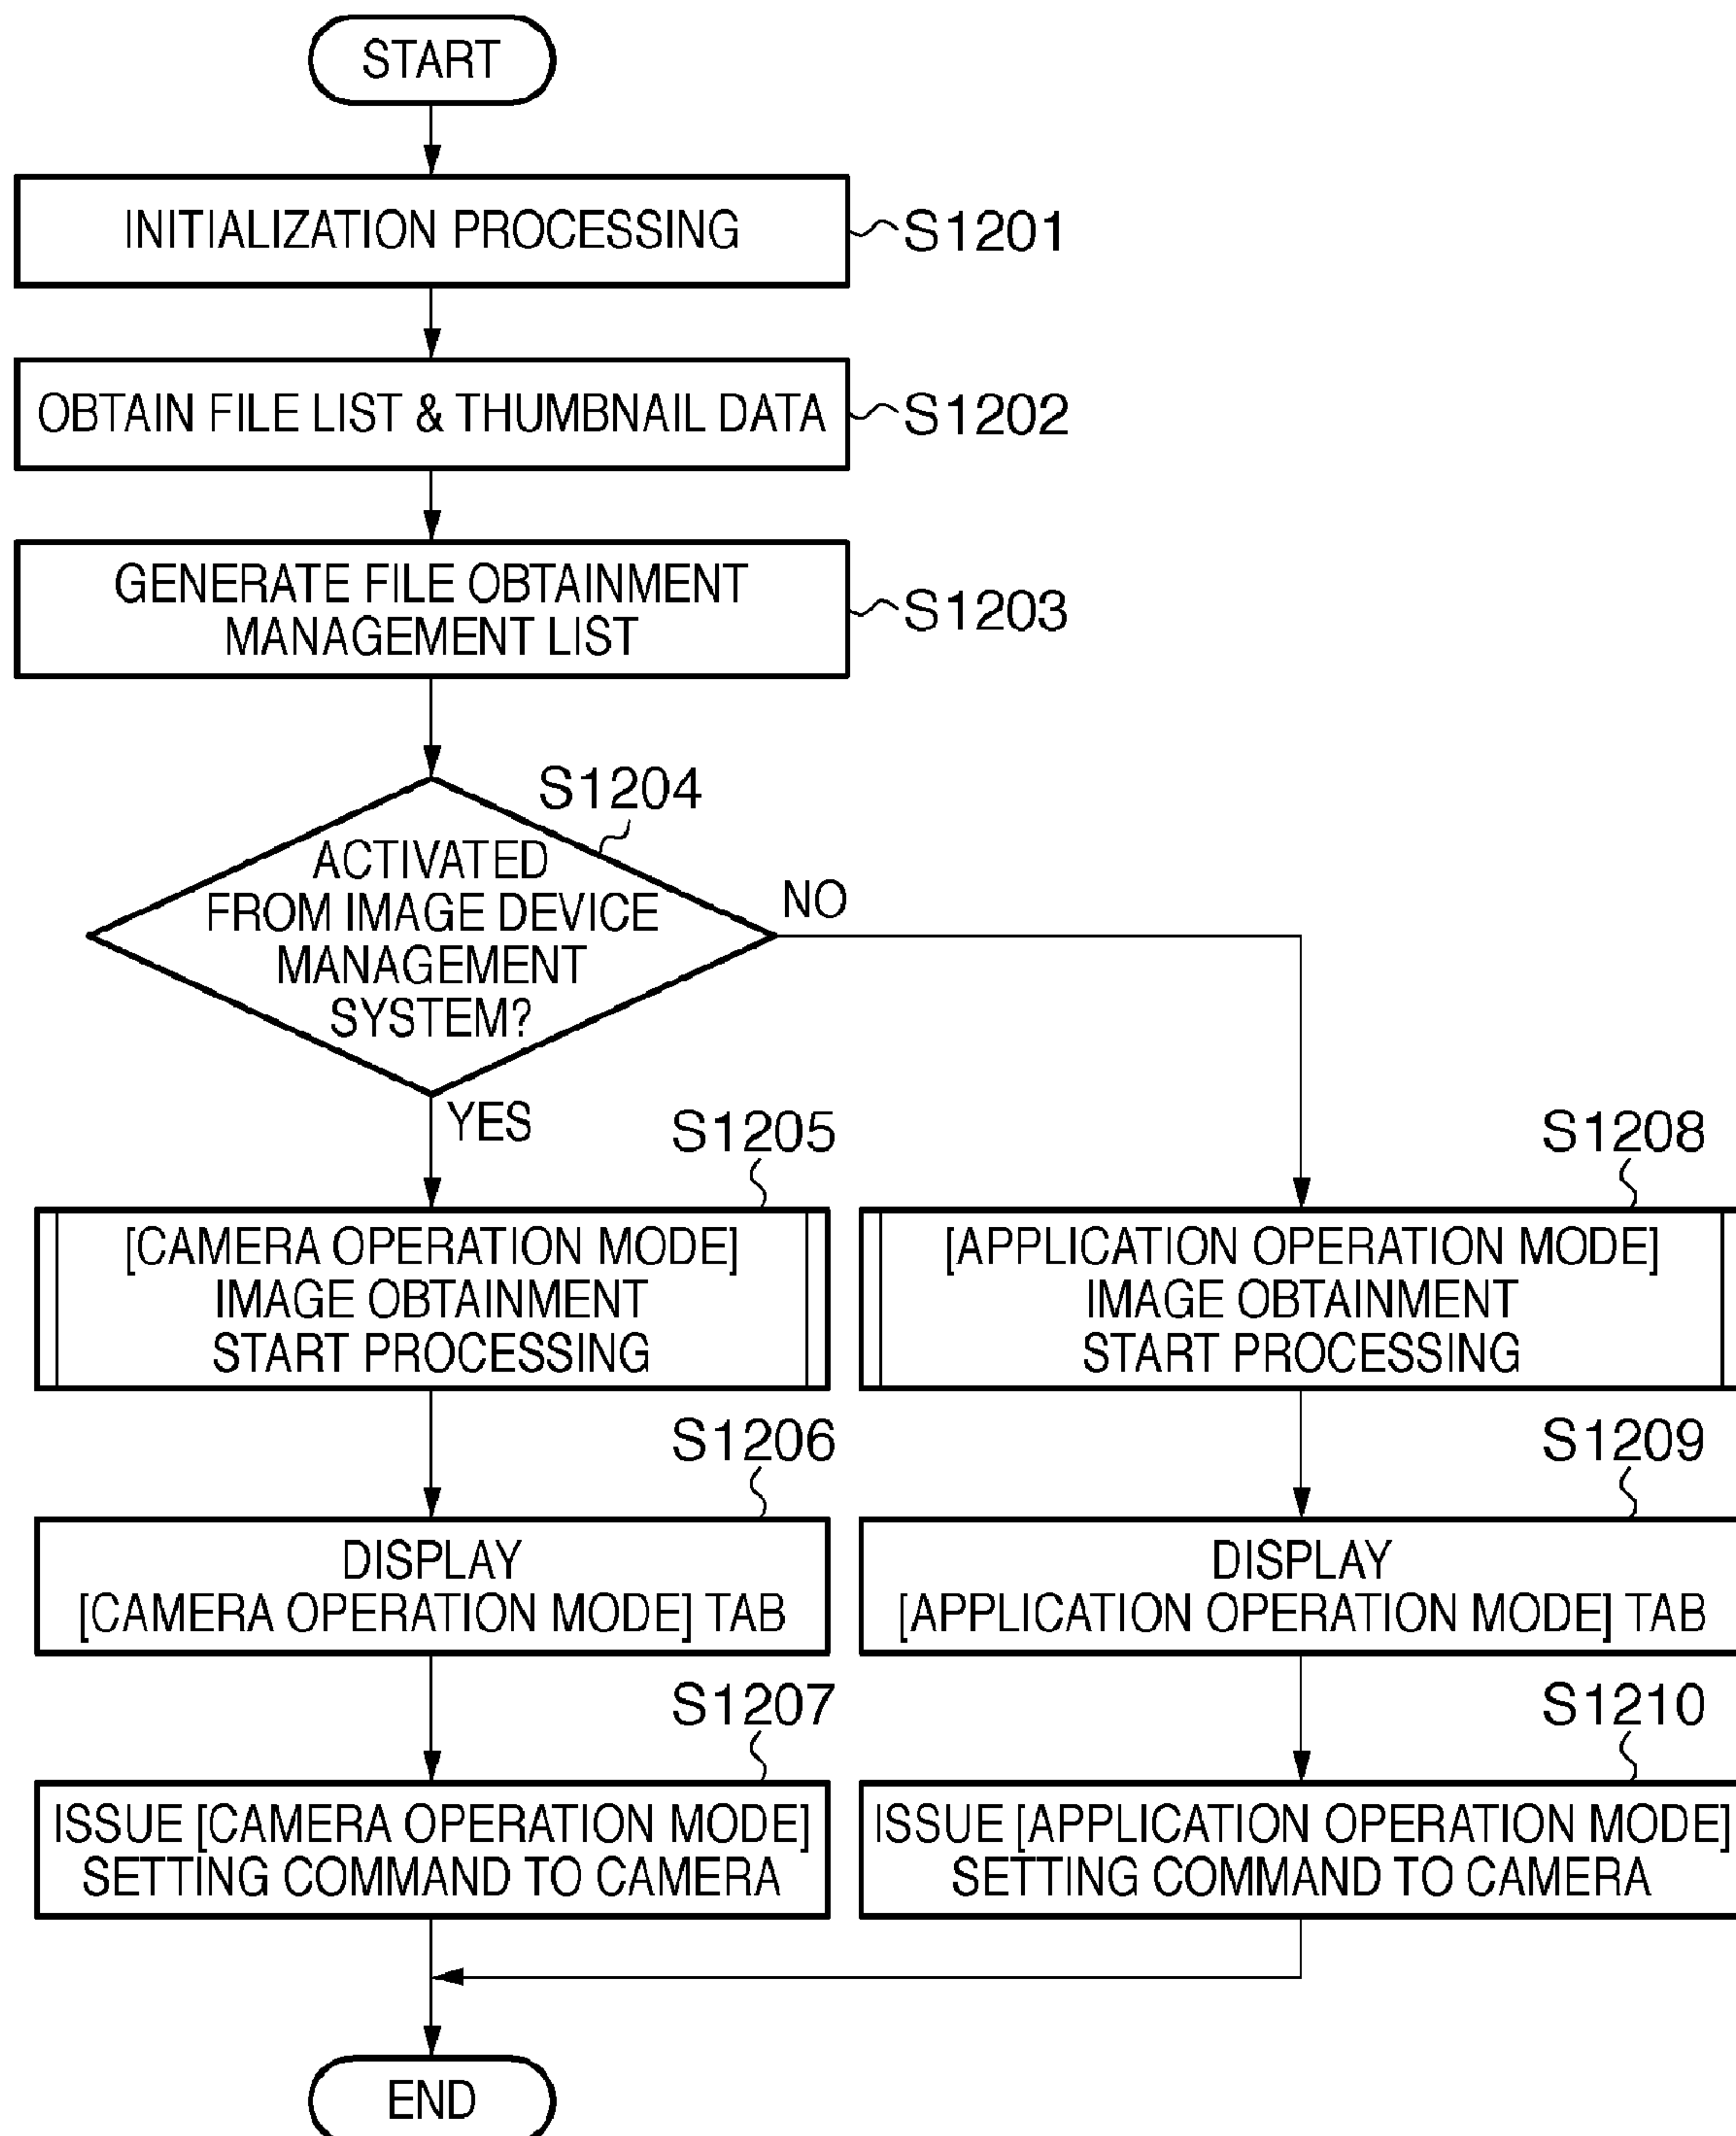 START
INITIALIZATION PROCESSING
S1201
OBTAIN FILE LIST & THUMBNAIL DATA
S1202
GENERATE FILE OBTAINMENT
MANAGEMENT LIST
S1203
S1204
ACTIVATED
FROM IMAGE DEVICE
MANAGEMENT
SYSTEM?
NO
YES
S1205
[CAMERA OPERATION MODE]
IMAGE OBTAINMENT
START PROCESSING
S1208
[APPLICATION OPERATION MODE]
IMAGE OBTAINMENT
START PROCESSING
S1206
DISPLAY
[CAMERA OPERATION MODE] TAB
S1209
DISPLAY
[APPLICATION OPERATION MODE] TAB
S1207
ISSUE [CAMERA OPERATION MODE]
SETTING COMMAND TO CAMERA
S1210
ISSUE [APPLICATION OPERATION MODE]
SETTING COMMAND TO CAMERA
END